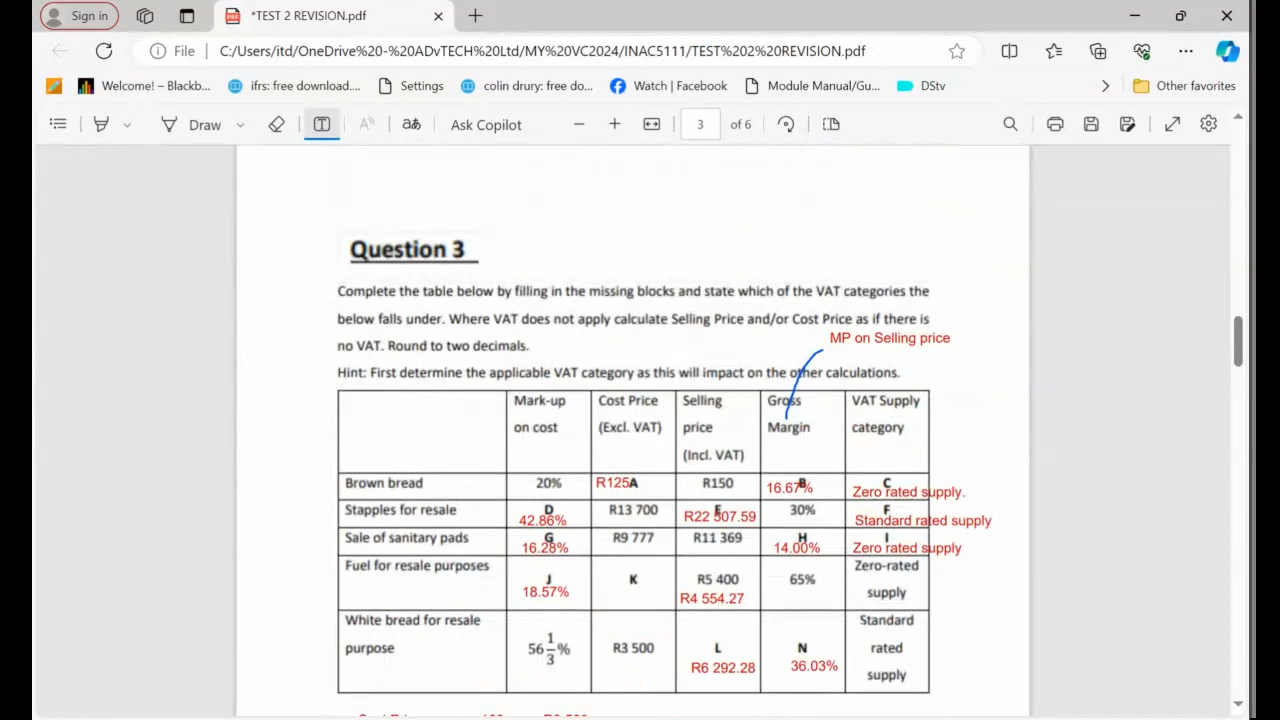 Sign in
*TEST 2 REVISION.pdf
File C:/Users/itd/OneDrive%20-%20ADvTECH%20Ltd/MY%20VC2024/INAC5111/TEST%202%20REVISION.pdf
Welcome! – Blackb... ifrs: free download.... Settings colin drury: free do... Watch | Facebook Module Manual/Gu... DStv Other favorites
Draw Ask Copilot 3 of 6
Question 3
Complete the table below by filling in the missing blocks and state which of the VAT categories the
below falls under. Where VAT does not apply calculate Selling Price and/or Cost Price as if there is
MP on Selling price
no VAT. Round to two decimals.
Hint: First determine the applicable VAT category as this will impact on the other calculations.
Mark-up on cost Cost Price (Excl. VAT) Selling price (Incl. VAT) Gross Margin VAT Supply category
Brown bread 20% R125 A R150 B 16.67% C Zero rated supply.
Stapples for resale D 42.86% R13 700 E R22 507.59 30% F Standard rated supply
Sale of sanitary pads G 16.28% R9 777 R11 369 H 14.00% I Zero rated supply
Fuel for resale purposes J 18.57% K R5 400 R4 554.27 65% Zero-rated supply
White bread for resale purpose 56 1/3 % R3 500 L R6 292.28 N 36.03% Standard rated supply